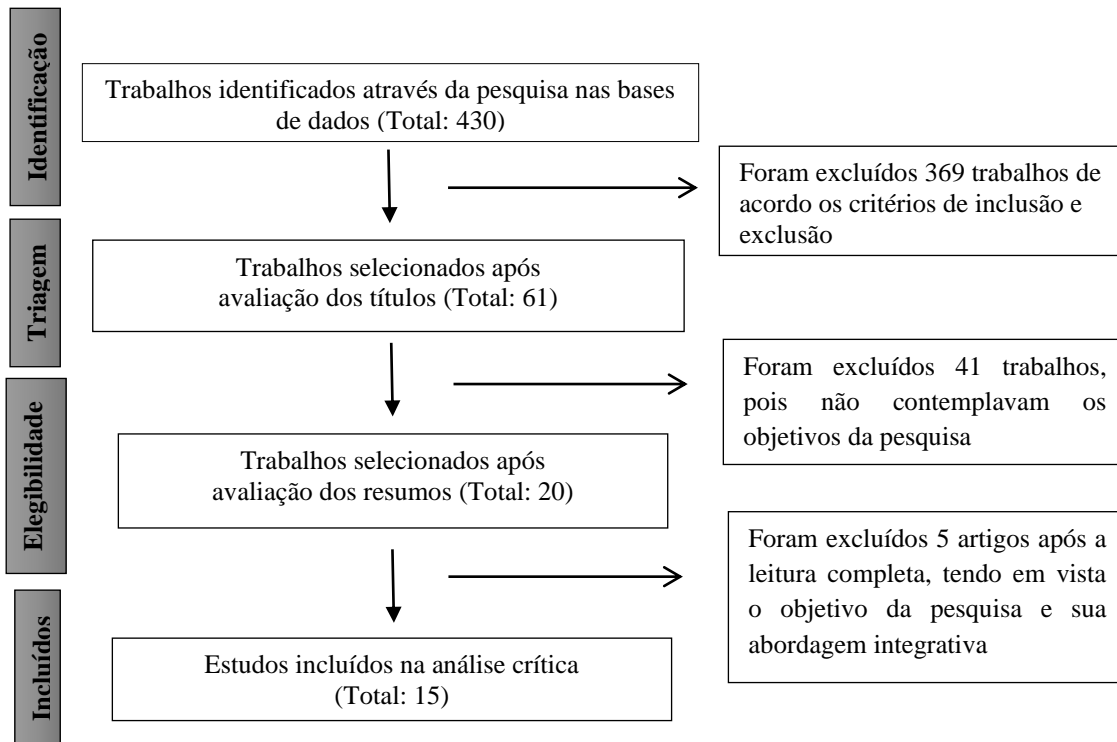 Identificação
Trabalhos identificados através da pesquisa nas bases
de dados (Total: 430)
Foram excluídos 369 trabalhos de
acordo os critérios de inclusão e
exclusão
Triagem
Trabalhos selecionados após
avaliação dos títulos (Total: 61)
Foram excluídos 41 trabalhos,
pois não contemplavam os
objetivos da pesquisa
Elegibilidade
Trabalhos selecionados após
avaliação dos resumos (Total: 20)
Foram excluídos 5 artigos após a
leitura completa, tendo em vista
o objetivo da pesquisa e sua
abordagem integrativa
Incluídos
Estudos incluídos na análise crítica
(Total: 15)